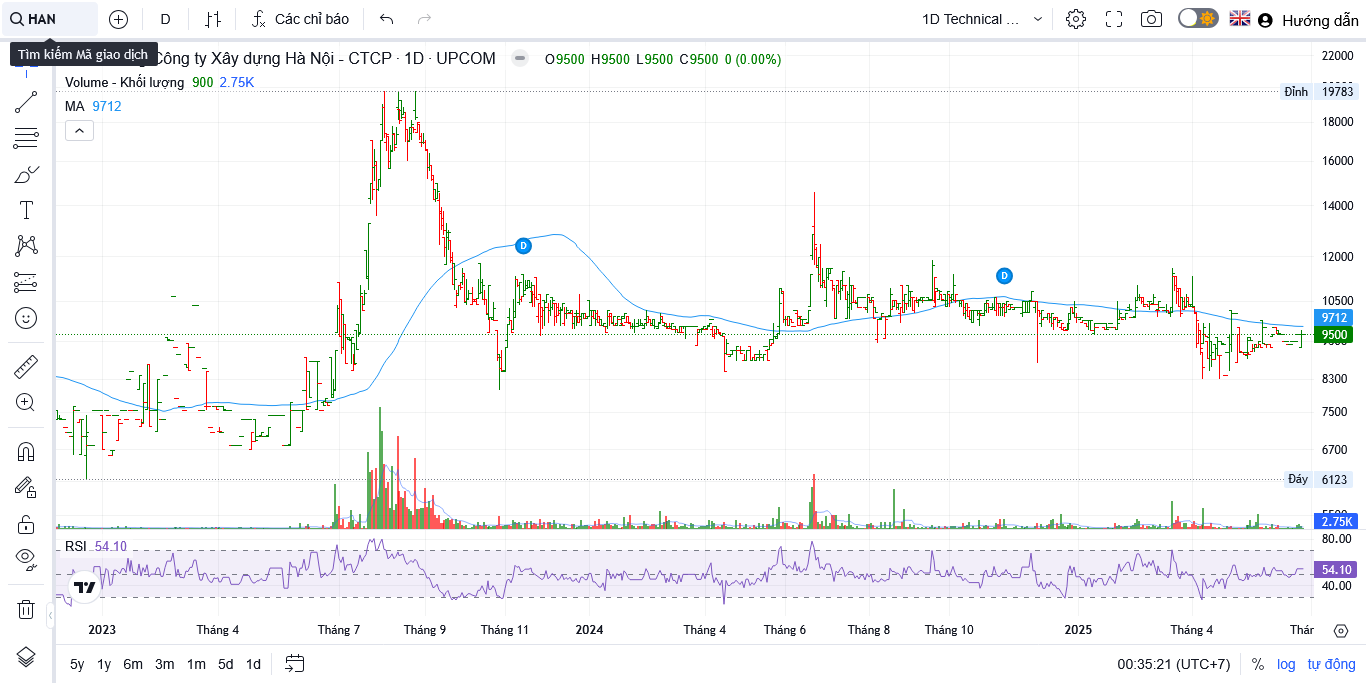 HAN D Các chỉ báo 1D Technical ... Hướng dẫn
Tìm kiếm Mã giao dịch
Công ty Xây dựng Hà Nội - CTCP · 1D · UPCOM O9500 H9500 L9500 C9500 0 (0.00%)
Volume - Khối lượng 900 2.75K
MA 9712
22000
Đỉnh 19783
18000
16000
14000
12000
10500
9712
9500
8300
7500
6700
Đáy 6123
2.75K
RSI 54.10
80.00
54.10
40.00
D
D
2023 Tháng 4 Tháng 7 Tháng 9 Tháng 11 2024 Tháng 4 Tháng 6 Tháng 8 Tháng 10 2025 Tháng 4 Thár
5y 1y 6m 3m 1m 5d 1d 00:35:21 (UTC+7) % log tự động